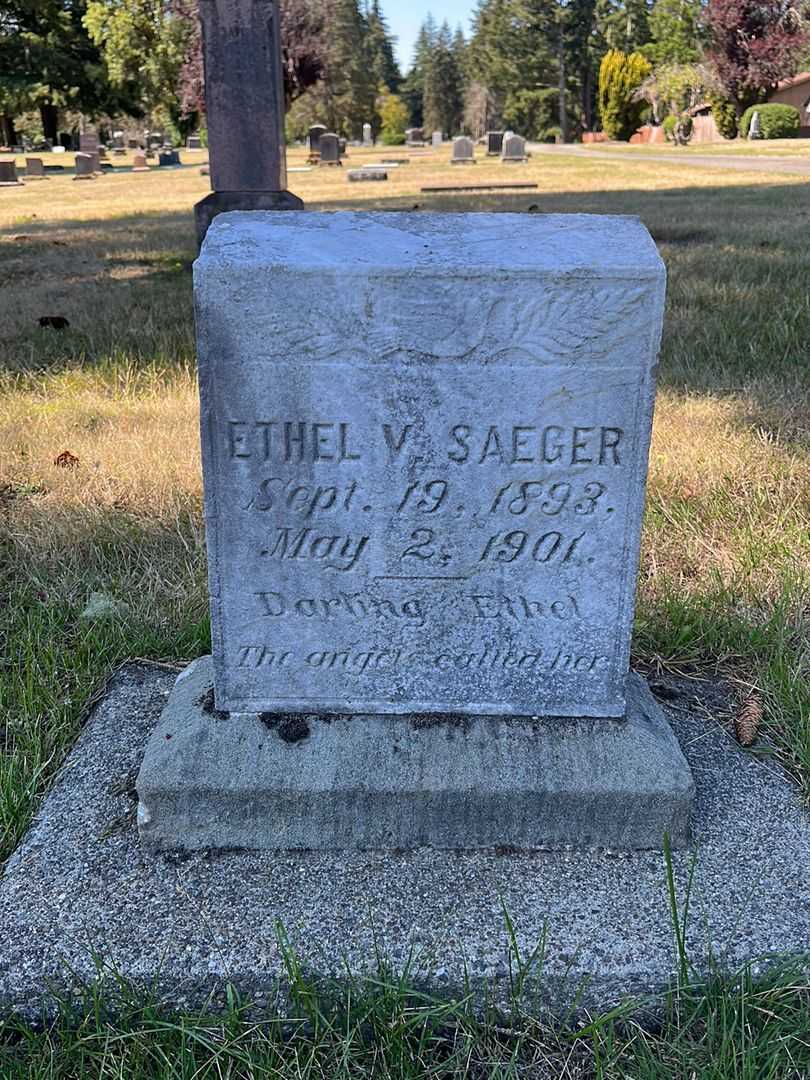 ETHEL V. SAEGER
Sept. 19, 1893.
May 2, 1901.
Darling Ethel
The angels called her